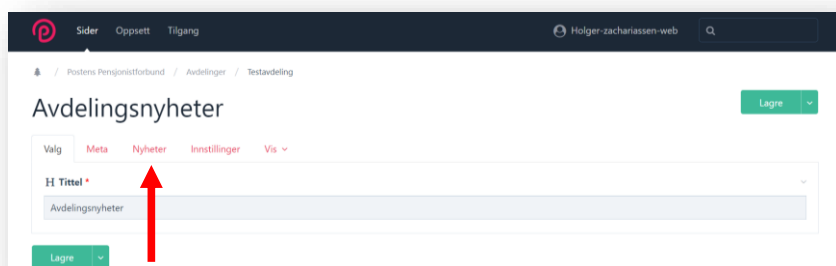 Sider Oppsett Tilgang Holger-zachariassen-web
/ Postens Pensjonistforbund / Avdelinger / Testavdeling
Avdelingsnyheter
Lagre
Valg Meta Nyheter Innstillinger Vis
H Tittel *
Avdelingsnyheter
Lagre